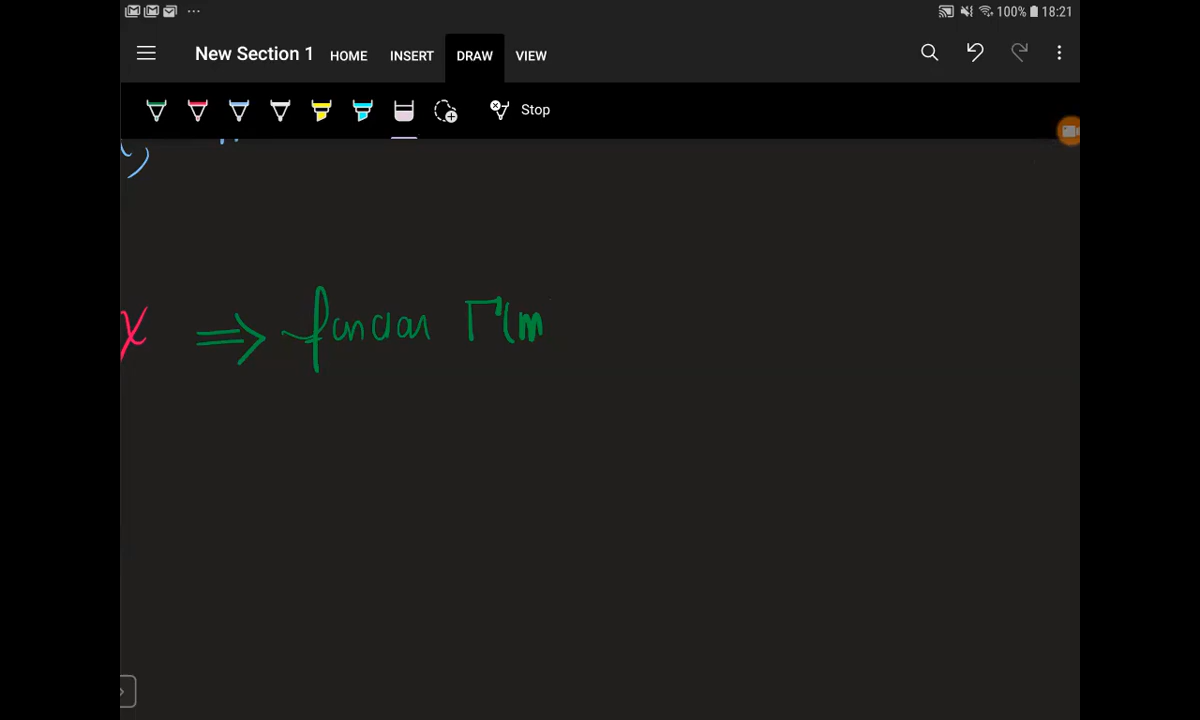 18:21
100%
New Section 1 HOME INSERT DRAW VIEW
Stop
x ⇒ funcion Γ(m